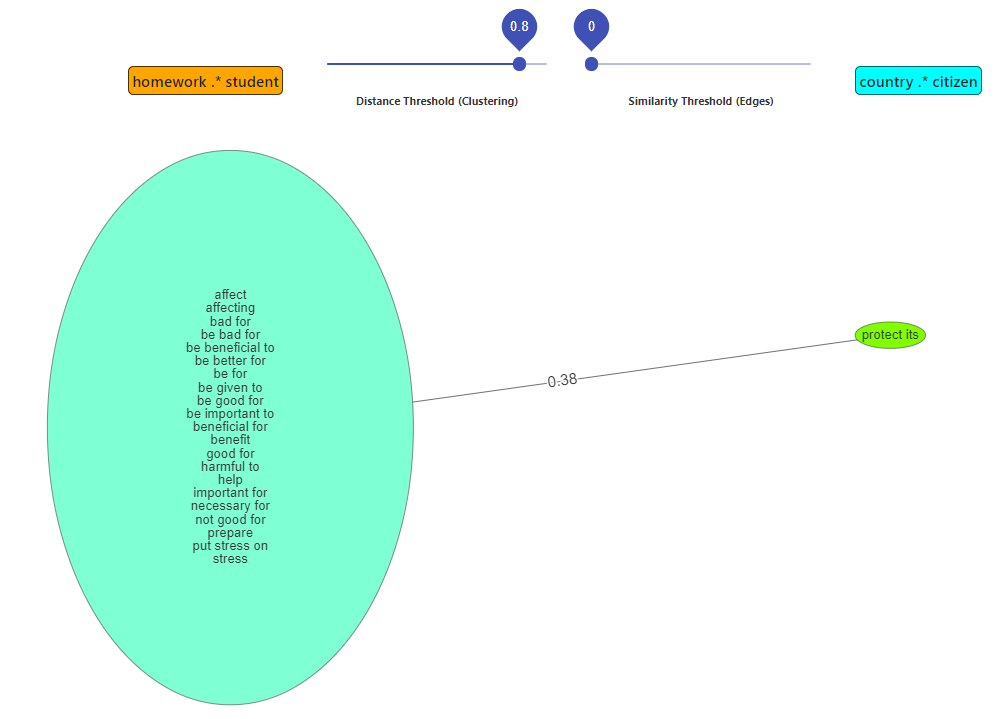 0.8
0
homework .* student
country .* citizen
Distance Threshold (Clustering)
Similarity Threshold (Edges)
affect
affecting
bad for
be bad for
be beneficial to
be better for
be for
be given to
be good for
be important to
beneficial for
benefit
good for
harmful to
help
important for
necessary for
not good for
prepare
put stress on
stress
protect its
0.38